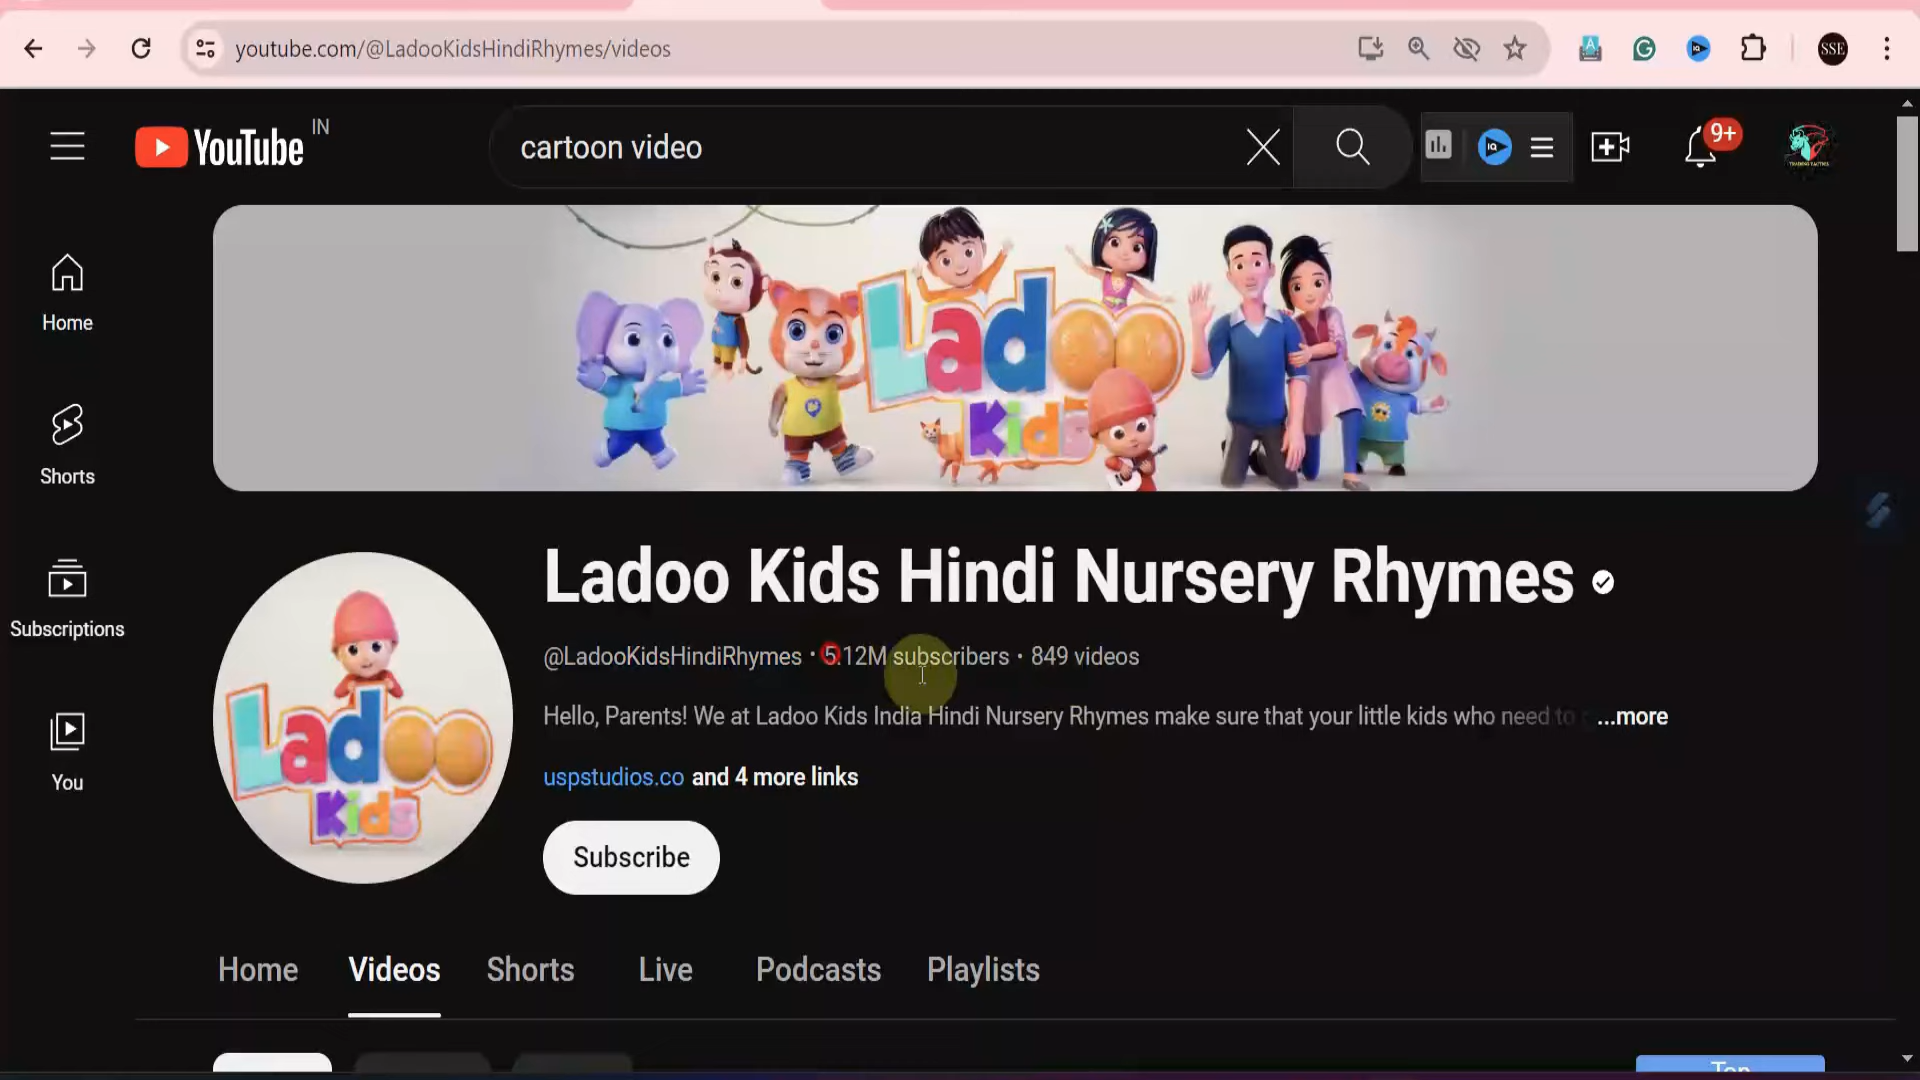 youtube.com/@LadooKidsHindiRhymes/videos
SSE
YouTube IN
cartoon video
IQ
9+
Home
Shorts
Subscriptions
You
Ladoo
Kids
Ladoo Kids Hindi Nursery Rhymes
@LadooKidsHindiRhymes · 5.12M subscribers · 849 videos
Hello, Parents! We at Ladoo Kids India Hindi Nursery Rhymes make sure that your little kids who need to ...more
uspstudios.co and 4 more links
Subscribe
Ladoo
Kids
Home Videos Shorts Live Podcasts Playlists
Top